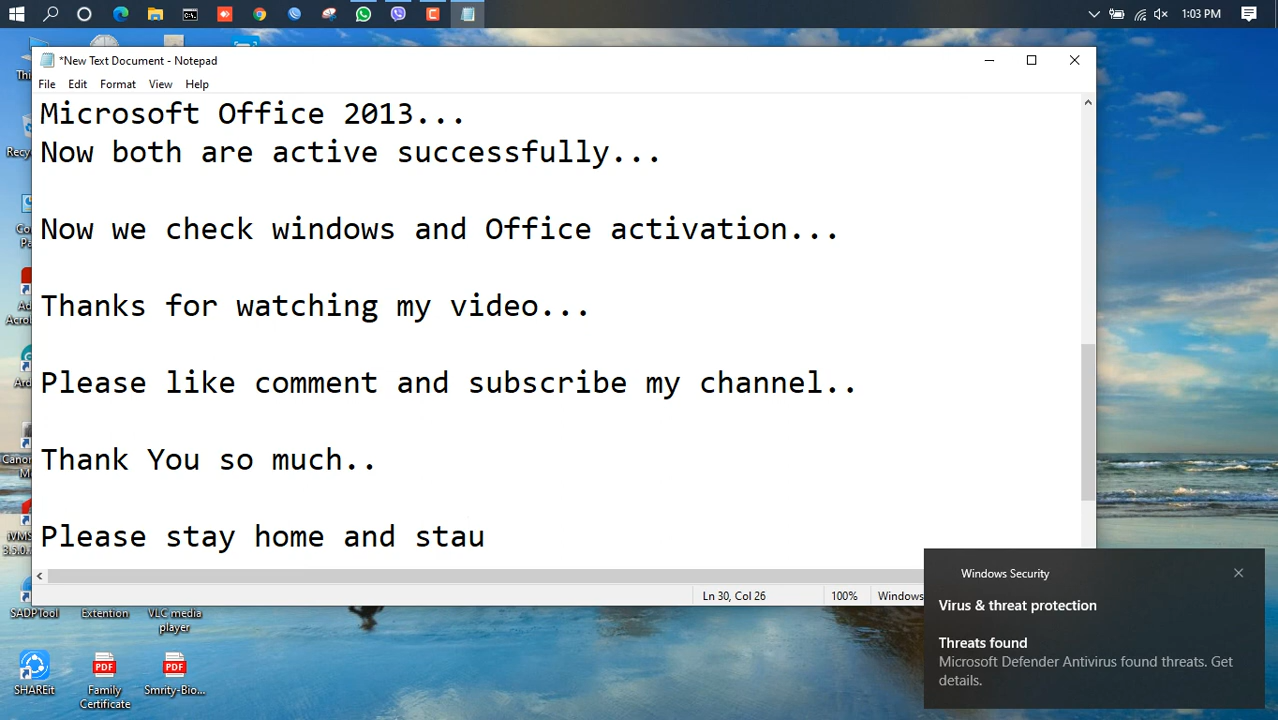 1:03 PM
*New Text Document - Notepad
File Edit Format View Help
Microsoft Office 2013...
Now both are active successfully...
Now we check windows and Office activation...
Thanks for watching my video...
Please like comment and subscribe my channel..
Thank You so much..
Please stay home and stau
Ln 30, Col 26 100% Windows
Windows Security
Virus & threat protection
Threats found
Microsoft Defender Antivirus found threats. Get
details.
SADPTool
Extention
VLC media
player
SHAREit
Family
Certificate
Smrity-Bio...
PDF
PDF